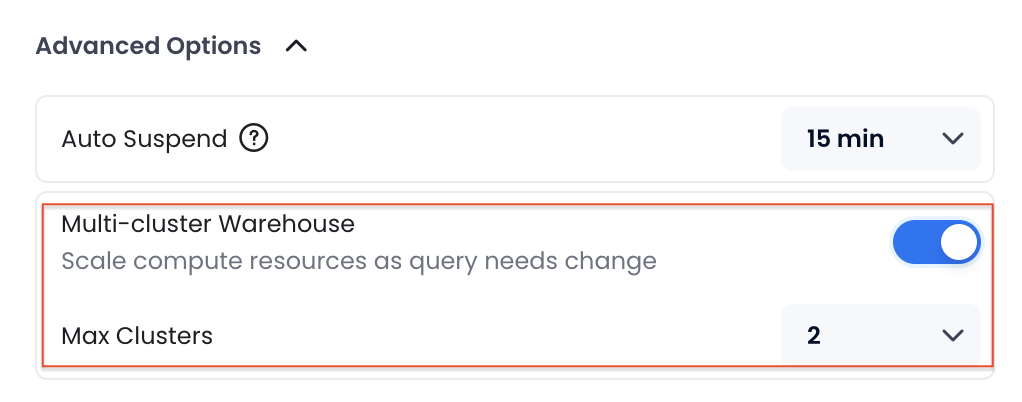 Advanced Options
Auto Suspend ?
15 min
Multi-cluster Warehouse
Scale compute resources as query needs change
Max Clusters
2